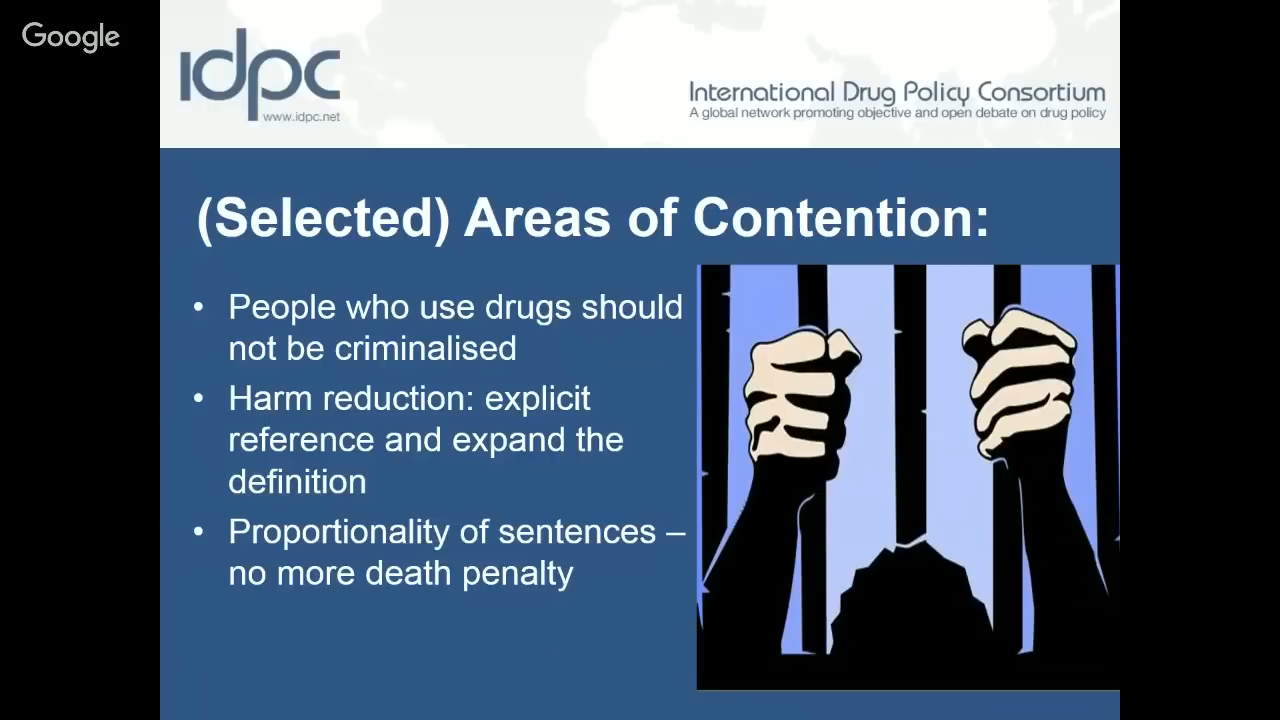 Google
idpc
www.idpc.net
International Drug Policy Consortium
A global network promoting objective and open debate on drug policy
(Selected) Areas of Contention:
• People who use drugs should
not be criminalised
• Harm reduction: explicit
reference and expand the
definition
• Proportionality of sentences –
no more death penalty